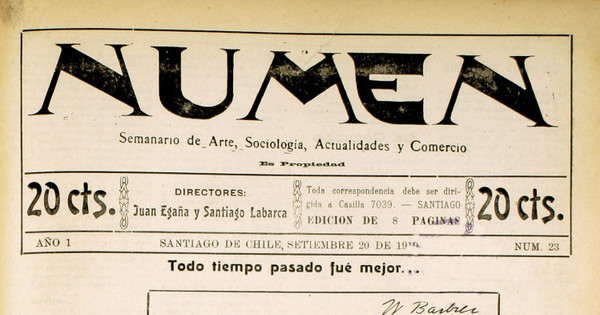 NUMEN
Semanario de Arte, Sociología, Actualidades y Comercio
Es Propiedad
20 cts.
DIRECTORES:
Juan Egaña y Santiago Labarca
Toda correspondencia debe ser diri-
gida a Casilla 7039. — SANTIAGO
EDICION DE 8 PAGINAS
20 cts.
AÑO 1
SANTIAGO DE CHILE, SETIEMBRE 20 DE
NUM. 23
Todo tiempo pasado fué mejor...